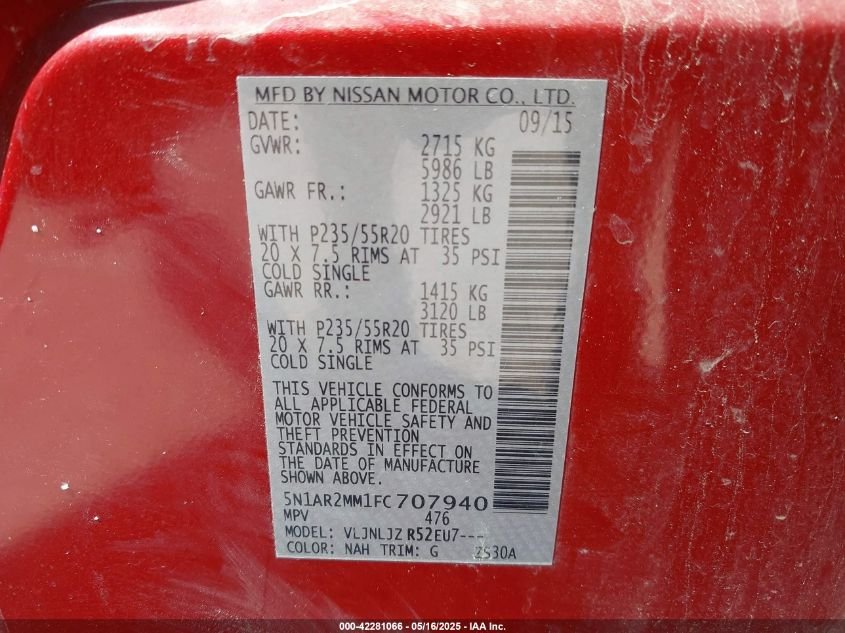 MFD BY NISSAN MOTOR CO., LTD.
DATE: 09/15
GVWR: 2715 KG
5986 LB
GAWR FR.: 1325 KG
2921 LB
WITH P235/55R20 TIRES
20 X 7.5 RIMS AT 35 PSI
COLD SINGLE
GAWR RR.: 1415 KG
3120 LB
WITH P235/55R20 TIRES
20 X 7.5 RIMS AT 35 PSI
COLD SINGLE
THIS VEHICLE CONFORMS TO
ALL APPLICABLE FEDERAL
MOTOR VEHICLE SAFETY AND
THEFT PREVENTION
STANDARDS IN EFFECT ON
THE DATE OF MANUFACTURE
SHOWN ABOVE.
5N1AR2MM1FC707940
MPV 476
MODEL: VLJNLJZ R52EU7---
COLOR: NAH TRIM: G ZS30A
000-42281066 - 05/16/2025 - IAA Inc.